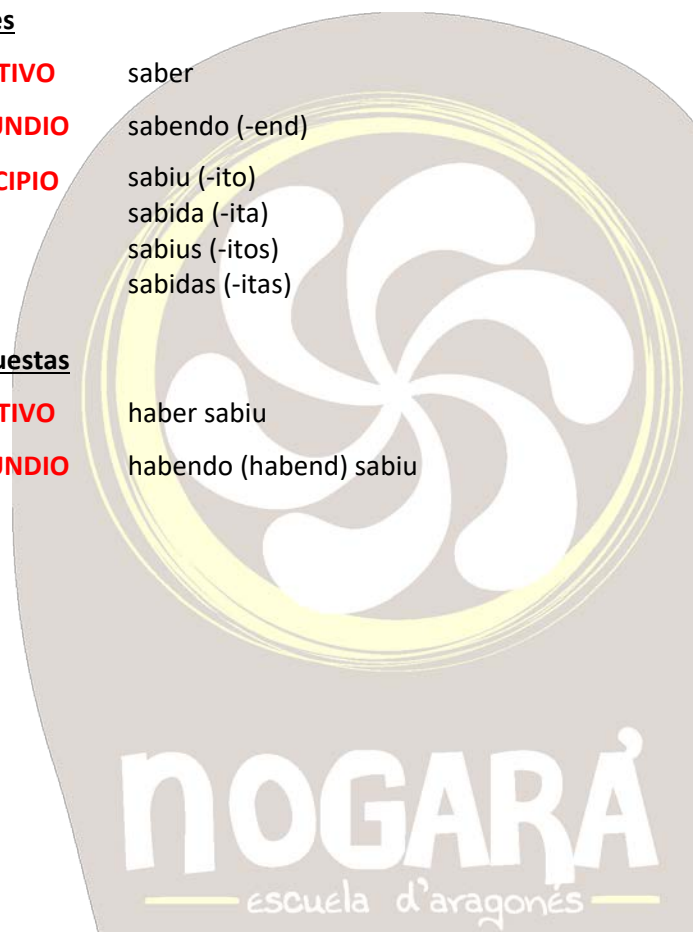 es
TIVO saber
UNDIO sabendo (-end)
CIPIO sabiu (-ito)
sabida (-ita)
sabius (-itos)
sabidas (-itas)
uestas
TIVO haber sabiu
UNDIO habendo (habend) sabiu
NOGARÁ
escuela d'aragonés